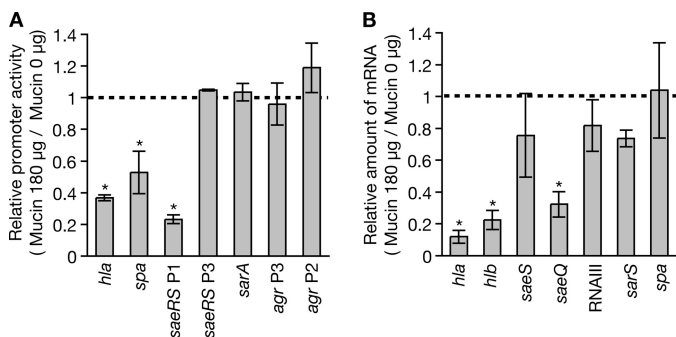 A
Relative promoter activity
( Mucin 180 µg / Mucin 0 µg)
1.4
1.2
1
0.8
0.6
0.4
0.2
0
*
*
*
hla
spa
saeRS P1
saeRS P3
sarA
agr P3
agr P2
B
Relative amount of mRNA
( Mucin 180 µg / Mucin 0 µg)
1.4
1.2
1
0.8
0.6
0.4
0.2
0
*
*
*
hla
hlb
saeS
saeQ
RNAIII
sarS
spa